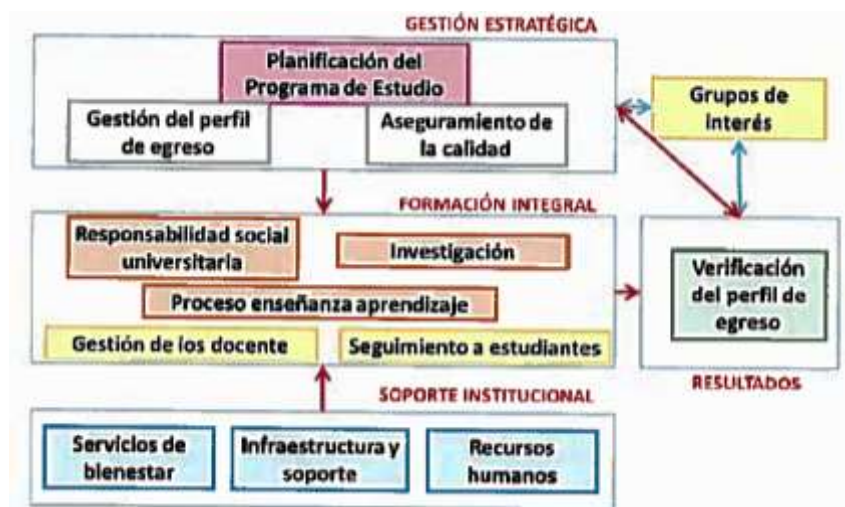 GESTIÓN ESTRATÉGICA
Planificación del
Programa de Estudio
Gestión del perfil
de egreso
Aseguramiento de
la calidad
Grupos de
interés
FORMACIÓN INTEGRAL
Responsabilidad social
universitaria
Investigación
Proceso enseñanza aprendizaje
Gestión de los docente
Seguimiento a estudiantes
Verificación
del perfil de
egreso
RESULTADOS
SOPORTE INSTITUCIONAL
Servicios de
bienestar
Infraestructura y
soporte
Recursos
humanos